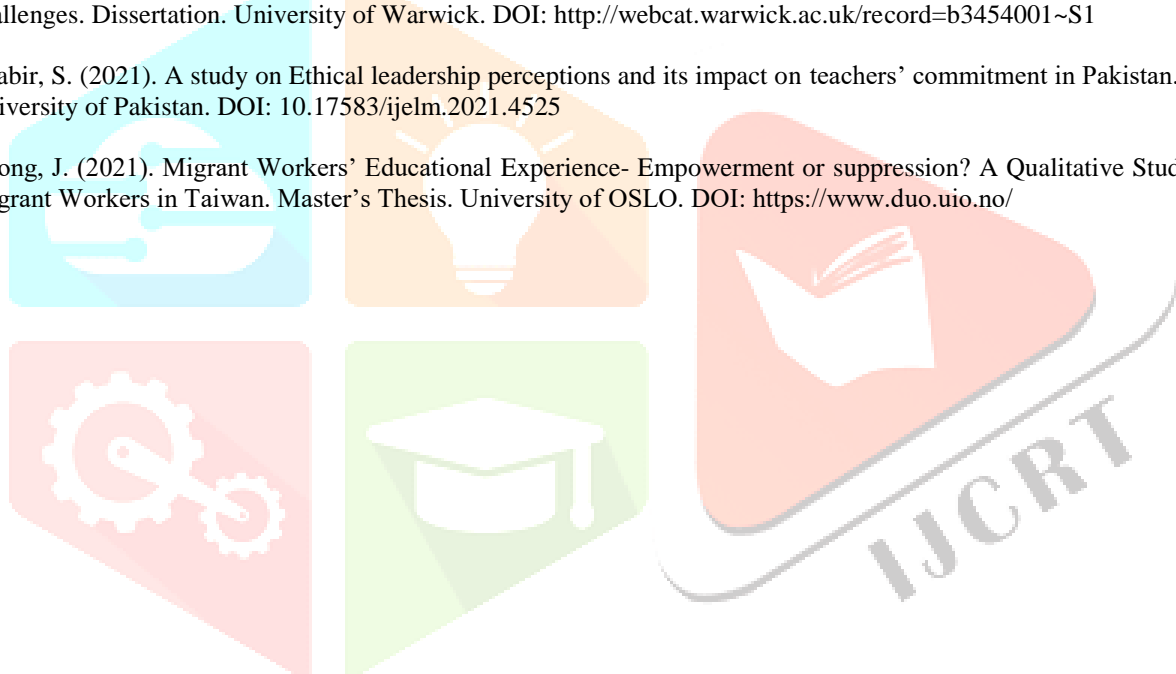 allenges. Dissertation. University of Warwick. DOI: http://webcat.warwick.ac.uk/record=b3454001~S1
abir, S. (2021). A study on Ethical leadership perceptions and its impact on teachers’ commitment in Pakistan.
iversity of Pakistan. DOI: 10.17583/ijelm.2021.4525
ong, J. (2021). Migrant Workers’ Educational Experience- Empowerment or suppression? A Qualitative Stud
grant Workers in Taiwan. Master’s Thesis. University of OSLO. DOI: https://www.duo.uio.no/
IJCRT